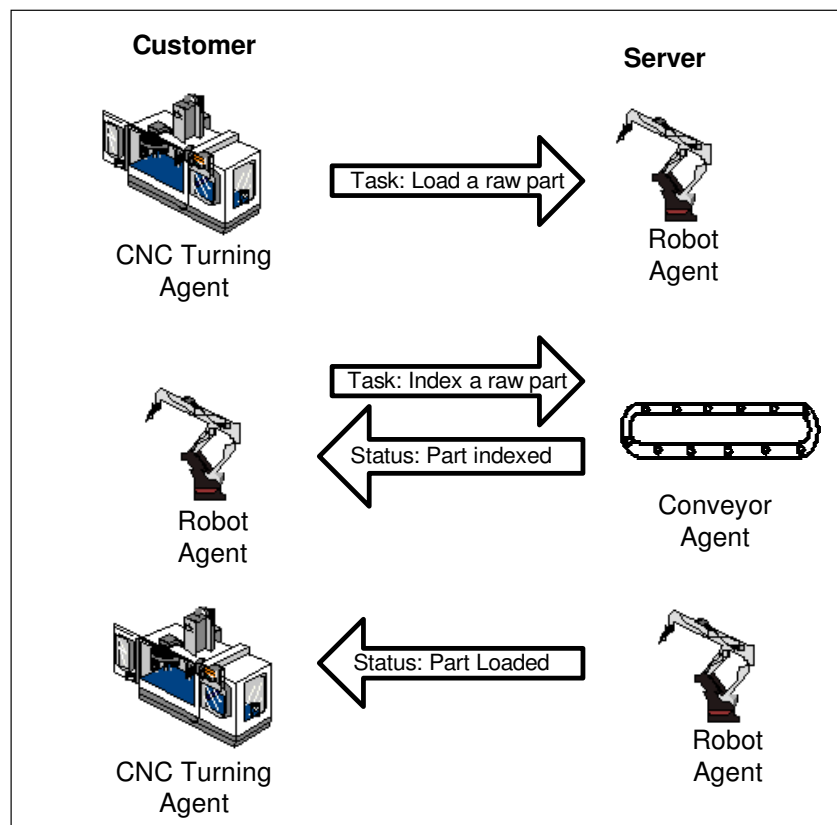 Customer
Server
Task: Load a raw part
CNC Turning
Agent
Robot
Agent
Task: Index a raw part
Status: Part indexed
Robot
Agent
Conveyor
Agent
Status: Part Loaded
CNC Turning
Agent
Robot
Agent